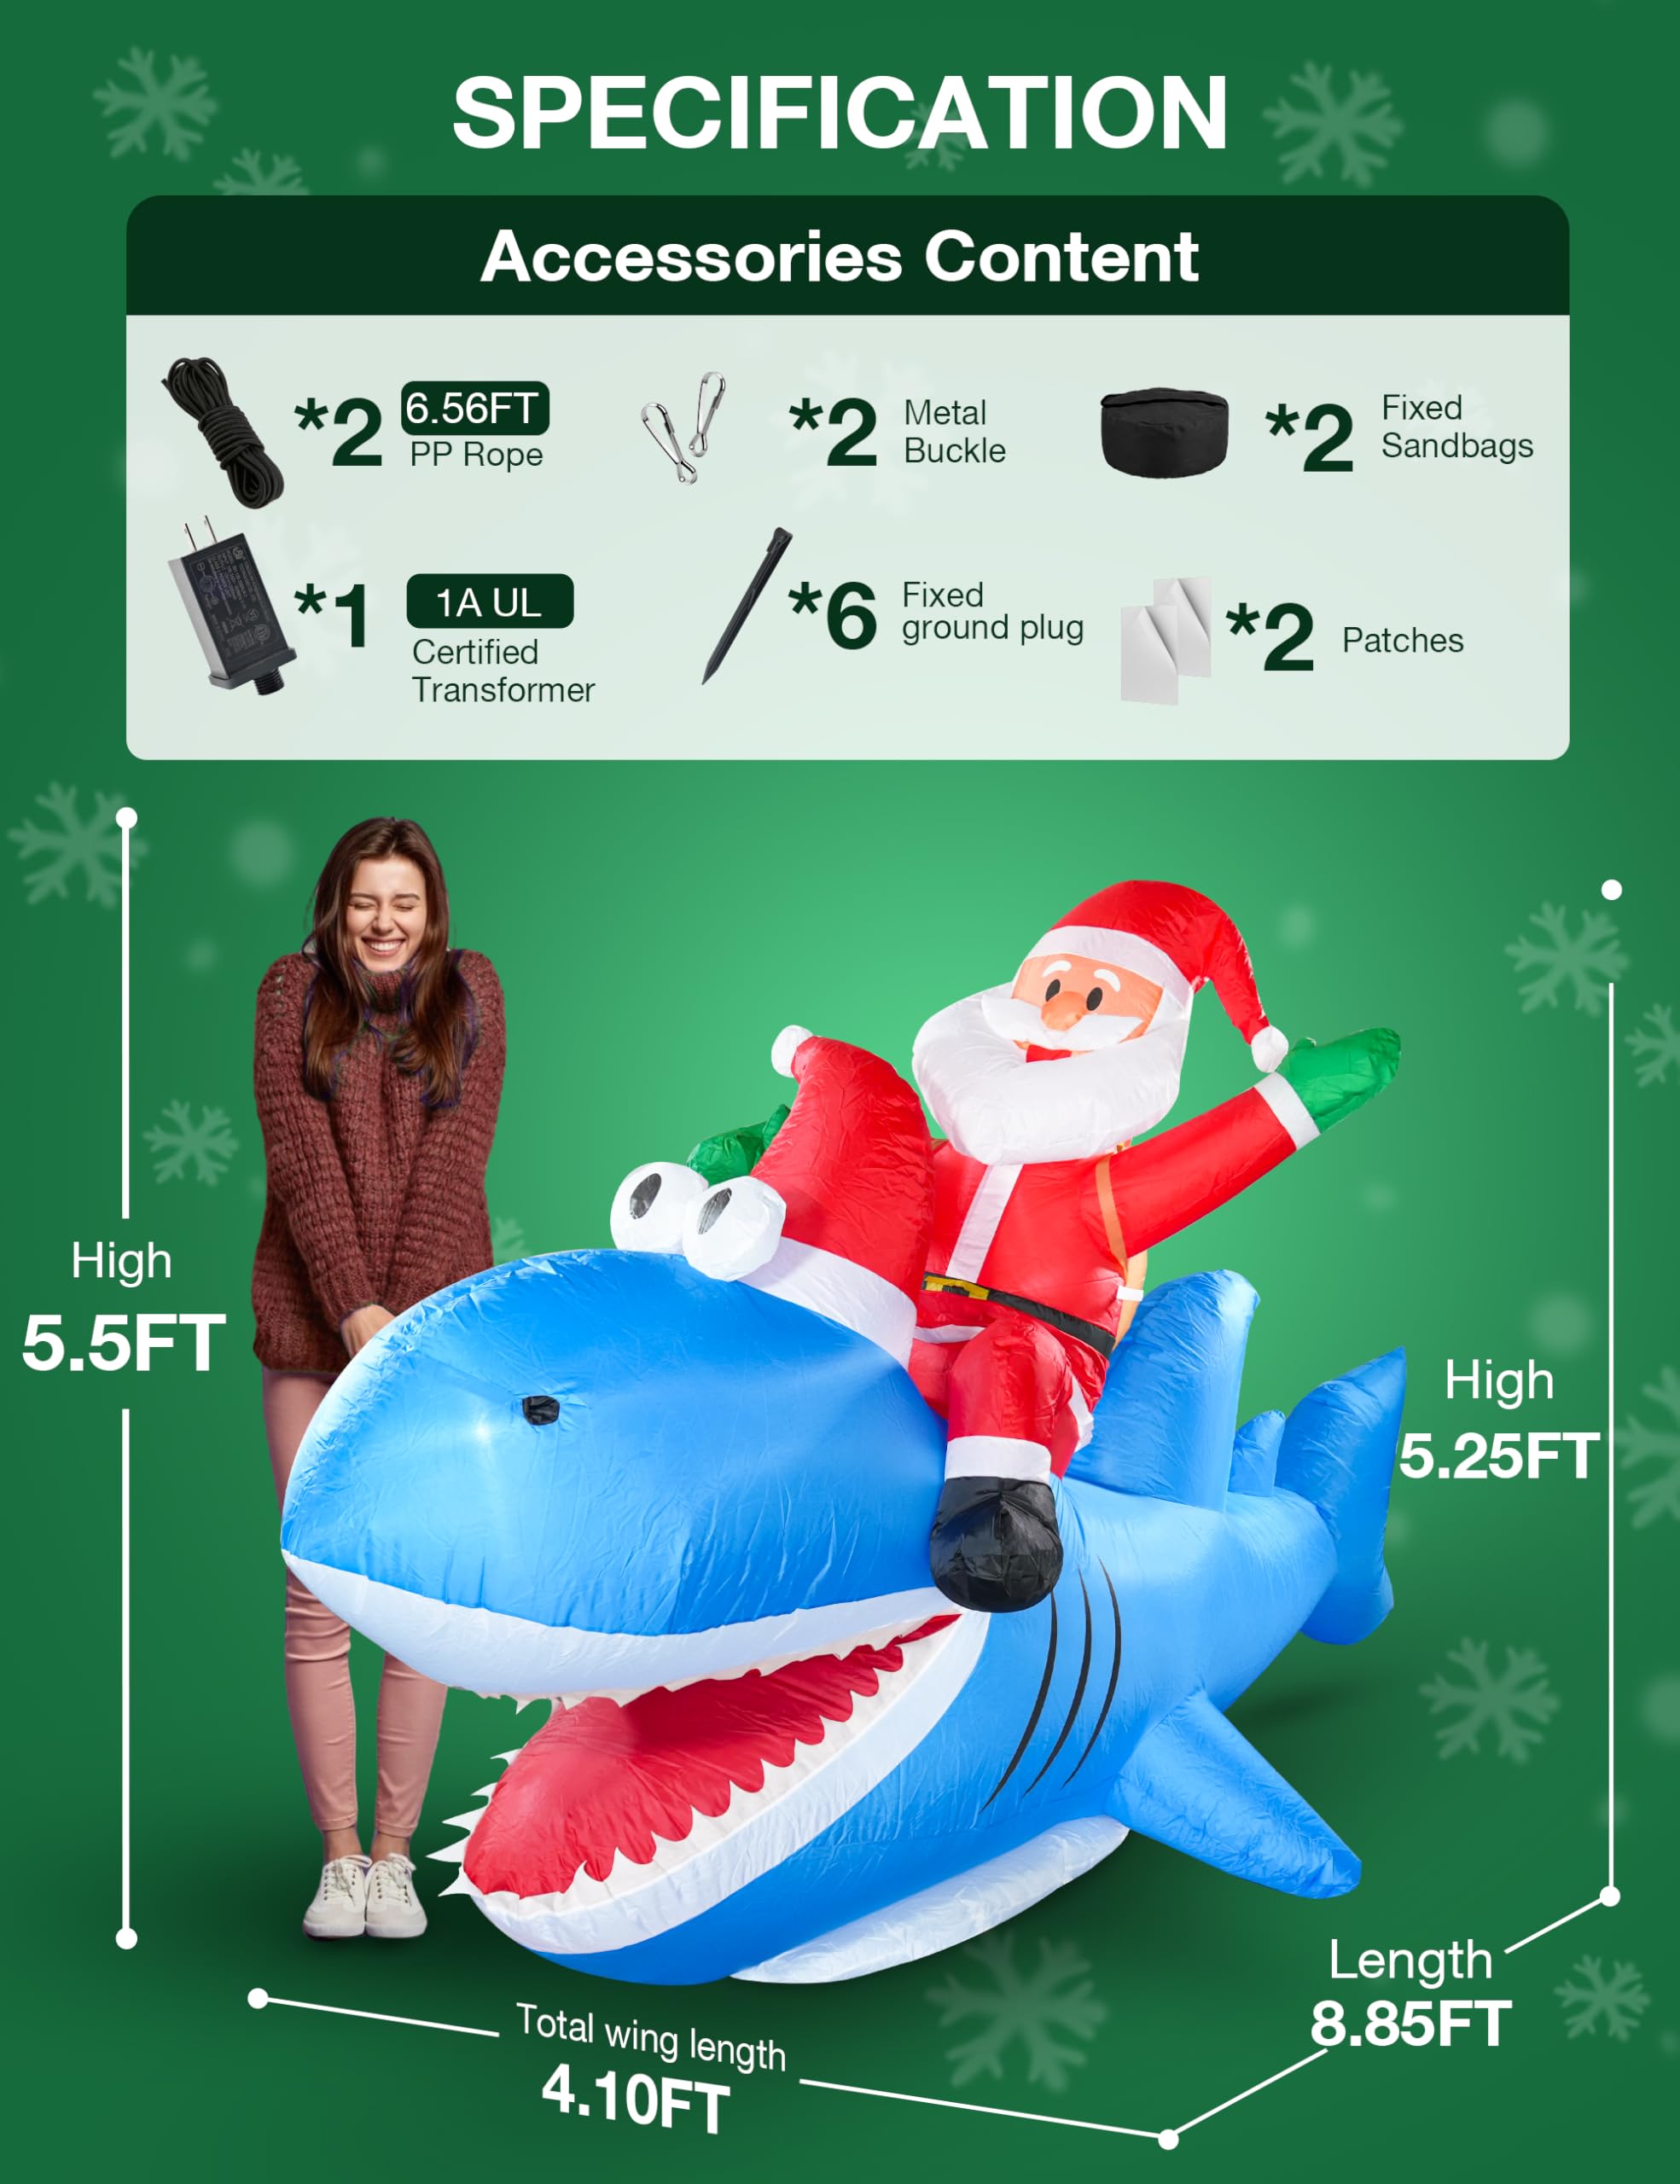 SPECIFICATION
Accessories Content
*2 6.56FT
PP Rope
*2 Metal
Buckle
*2 Fixed
Sandbags
*1 1A UL
Certified
Transformer
*6 Fixed
ground plug
*2 Patches
High
5.5FT
High
5.25FT
Length
8.85FT
Total wing length
4.10FT